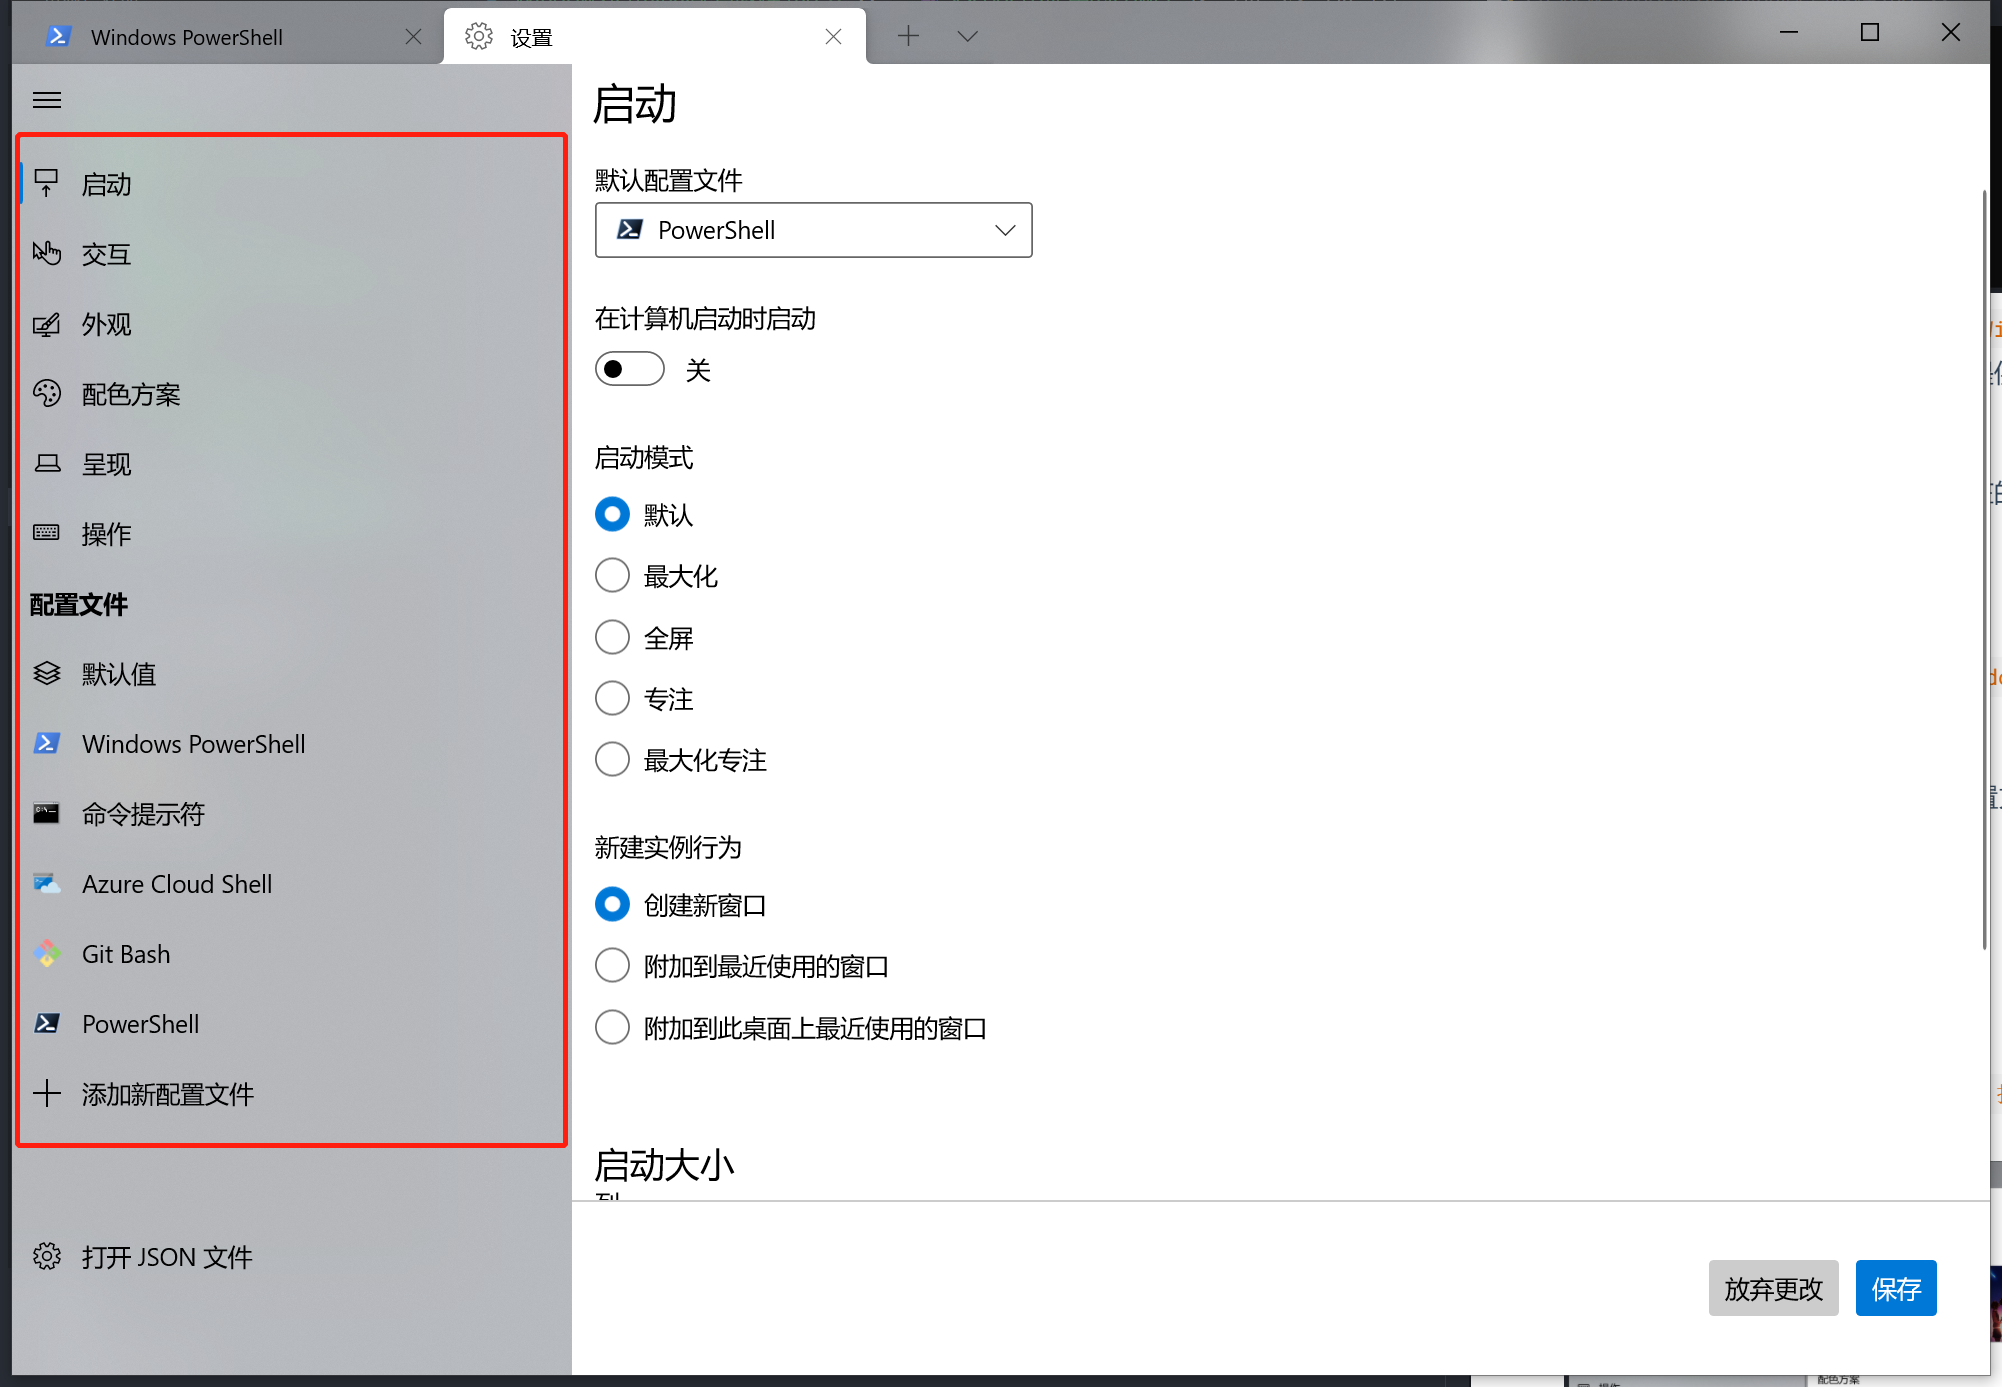 Windows PowerShell
设置
启动
交互
外观
配色方案
呈现
操作
配置文件
默认值
Windows PowerShell
命令提示符
Azure Cloud Shell
Git Bash
PowerShell
添加新配置文件
打开 JSON 文件
启动
默认配置文件
PowerShell
在计算机启动时启动
关
启动模式
默认
最大化
全屏
专注
最大化专注
新建实例行为
创建新窗口
附加到最近使用的窗口
附加到此桌面上最近使用的窗口
启动大小
放弃更改
保存
配色方案